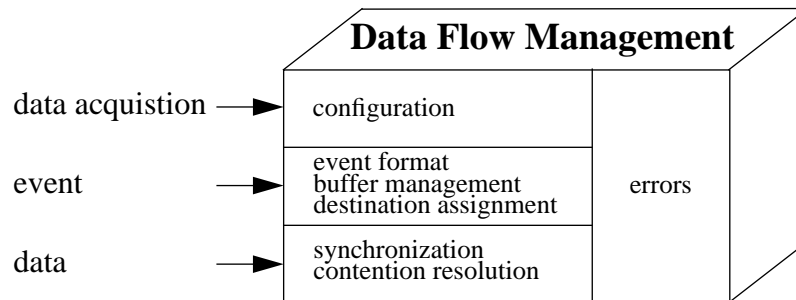 Data Flow Management
data acquistion
configuration
event
event format
buffer management
destination assignment
errors
data
synchronization
contention resolution